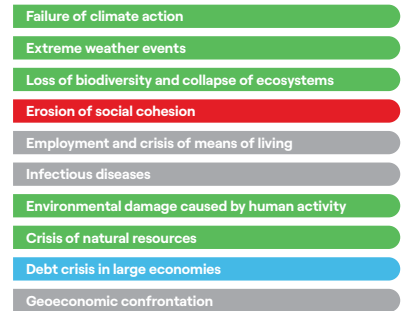 Failure of climate action
Extreme weather events
Loss of biodiversity and collapse of ecosystems
Erosion of social cohesion
Employment and crisis of means of living
Infectious diseases
Environmental damage caused by human activity
Crisis of natural resources
Debt crisis in large economies
Geoeconomic confrontation